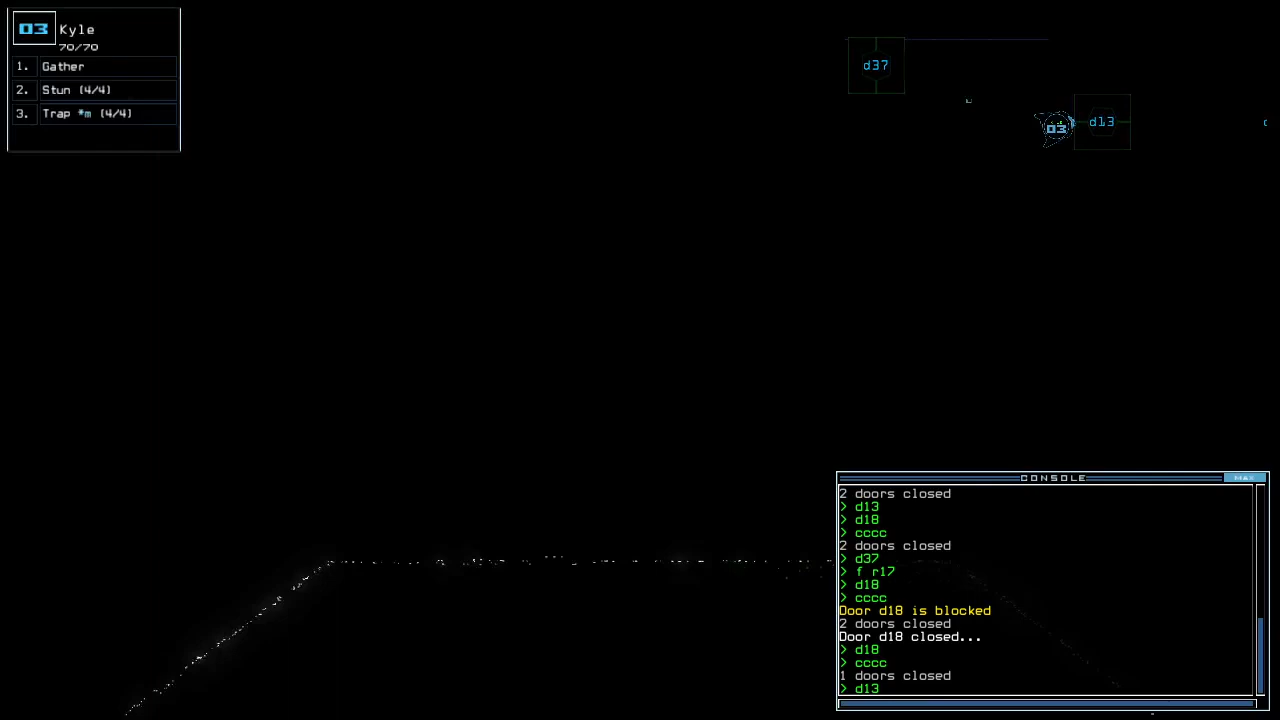 03 Kyle
70/70
1. Gather
2. Stun (4/4)
3. Trap *m (4/4)
d37
03
d13
CONSOLE
MAX
2 doors closed
> d13
> d18
> cccc
2 doors closed
> d37
> f r17
> d18
> cccc
Door d18 is blocked
2 doors closed
Door d18 closed...
> d18
> cccc
1 doors closed
> d13